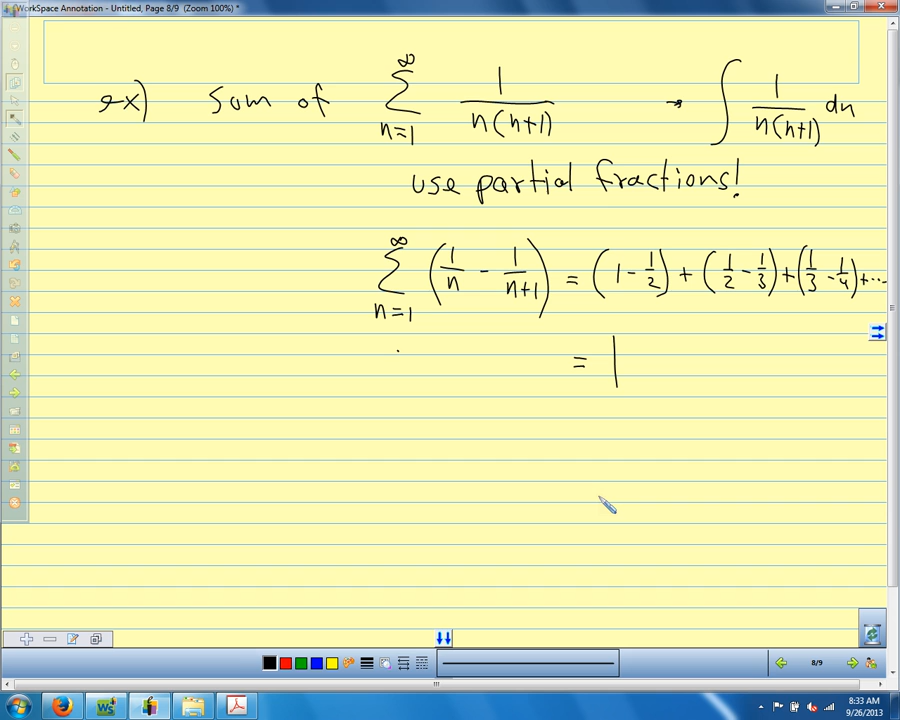 WorkSpace Annotation - Untitled, Page 8/9 (Zoom 100%) *
ex) Sum of ∞ Σ n=1 1/n(n+1) → ∫ 1/n(n+1) dn
use partial fractions!
∞ Σ n=1 (1/n - 1/n+1) = (1 - 1/2) + (1/2 - 1/3) + (1/3 - 1/4) + ...
= 1
8/9
8:33 AM
9/26/2013